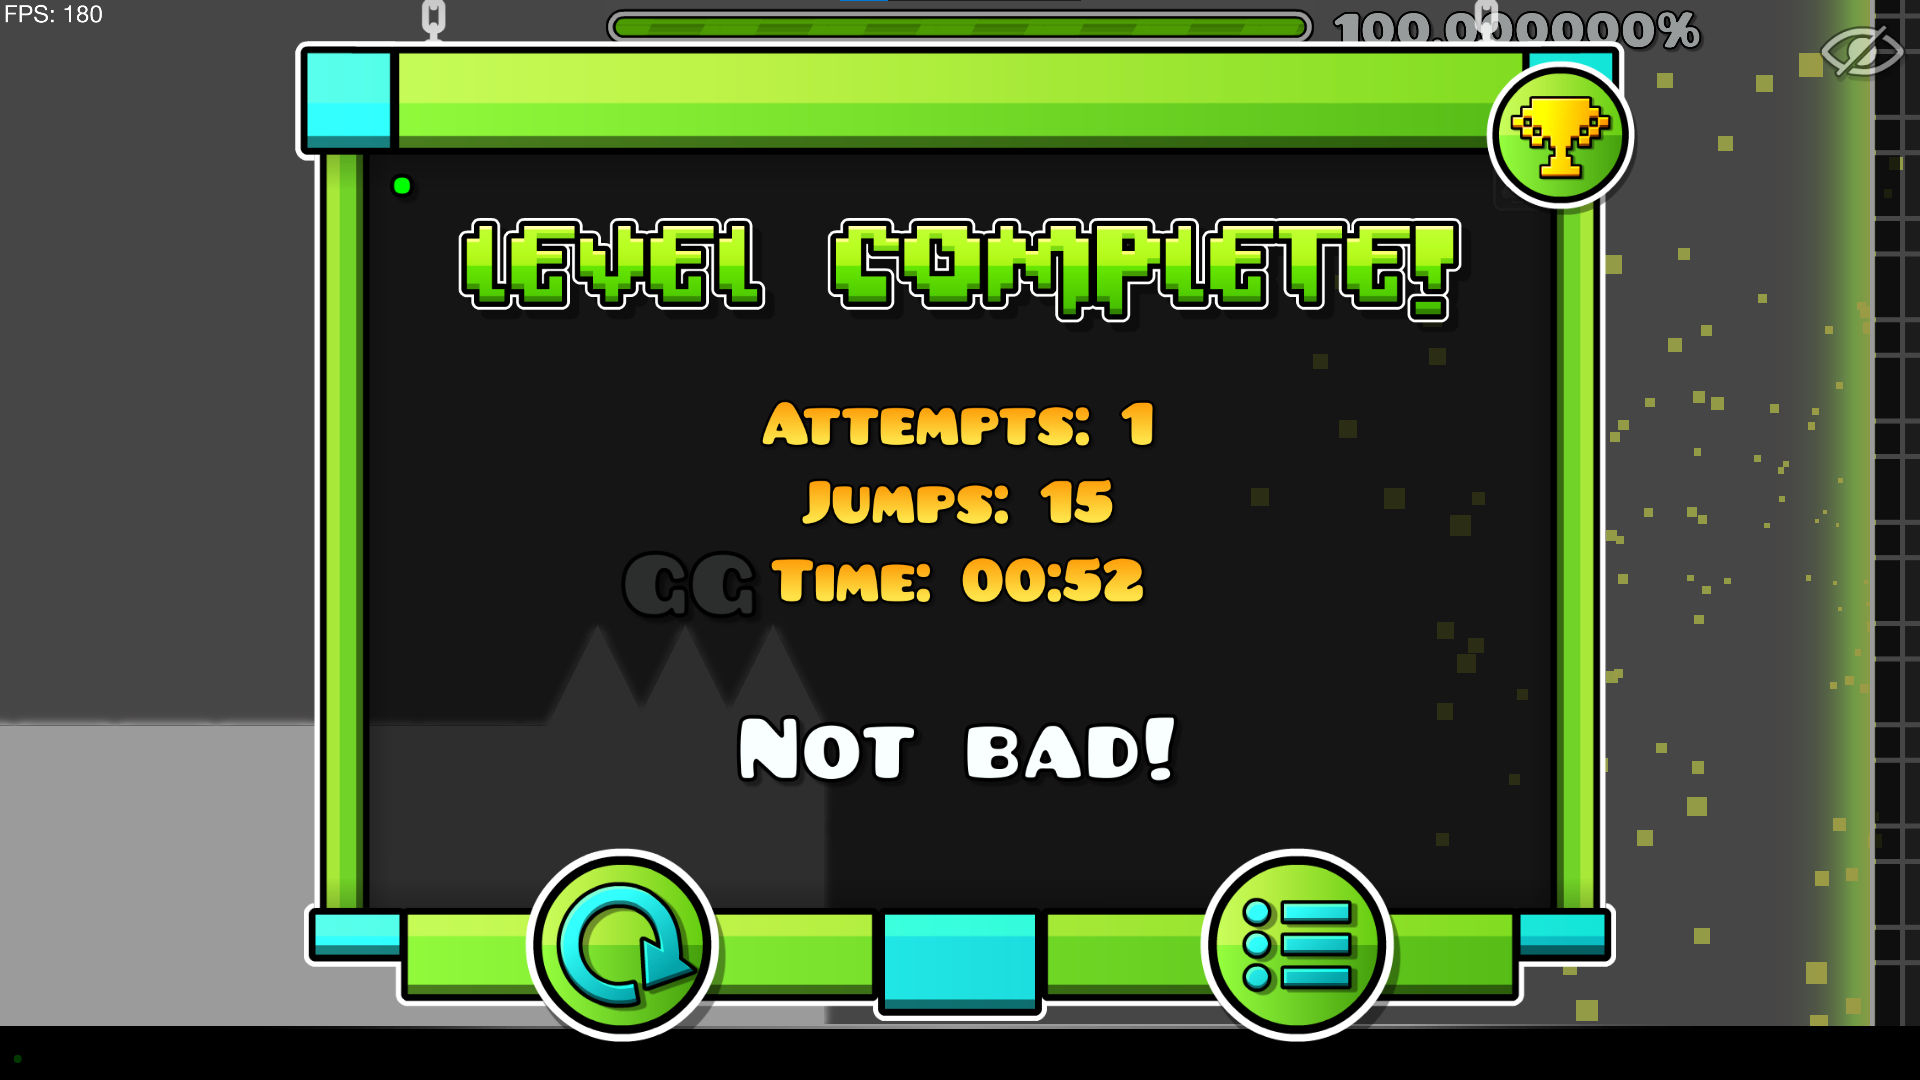 FPS: 180
100.000000%
Level Complete!
Attempts: 1
Jumps: 15
GG
Time: 00:52
Not bad!